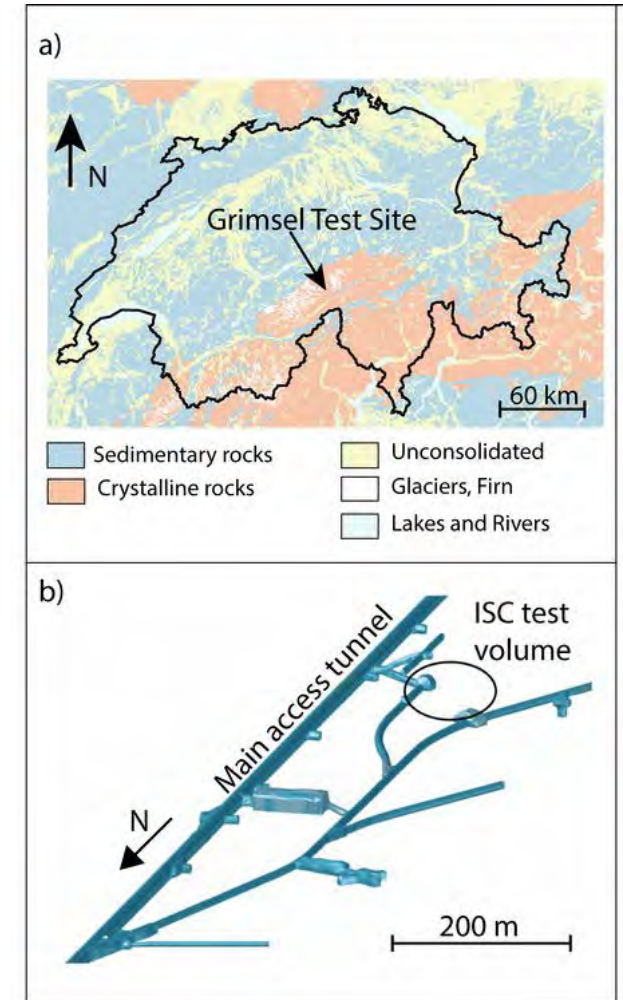 a)
N
Grimsel Test Site
60 km
Sedimentary rocks
Crystalline rocks
Unconsolidated
Glaciers, Firn
Lakes and Rivers
b)
ISC test
volume
Main access tunnel
N
200 m